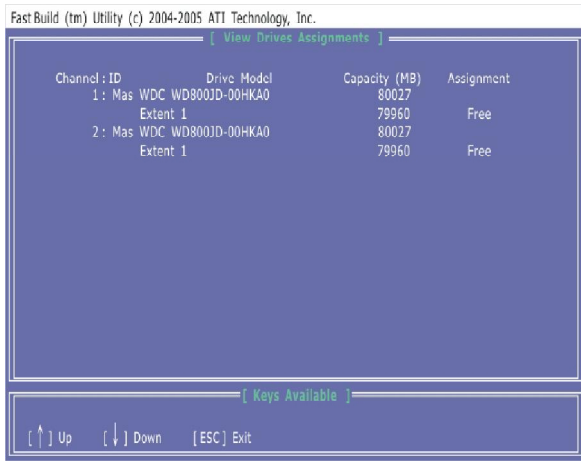 Fast Build (tm) Utility (c) 2004-2005 ATI Technology, Inc.
[ View Drives Assignments ]
Channel : ID Drive Model Capacity (MB) Assignment
1 : Mas WDC WD800JD-00HKA0 80027
Extent 1 79960 Free
2 : Mas WDC WD800JD-00HKA0 80027
Extent 1 79960 Free
[ Keys Available ]
[ ↑ ] Up [ ↓ ] Down [ ESC ] Exit